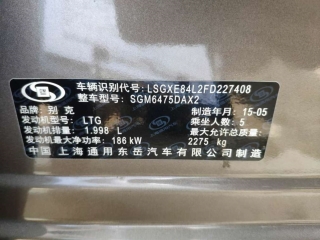 车辆识别代号: LSGXE84L2FD227408
整车型号: SGM6475DAX2
品牌: 别克 制造年月: 15-05
发动机型号: LTG 乘坐人数: 5
发动机排量: 1.998 L 最大允许总质量:
发动机最大净功率: 186 kW 2275 kg
中国 上海通用东岳汽车有限公司制造